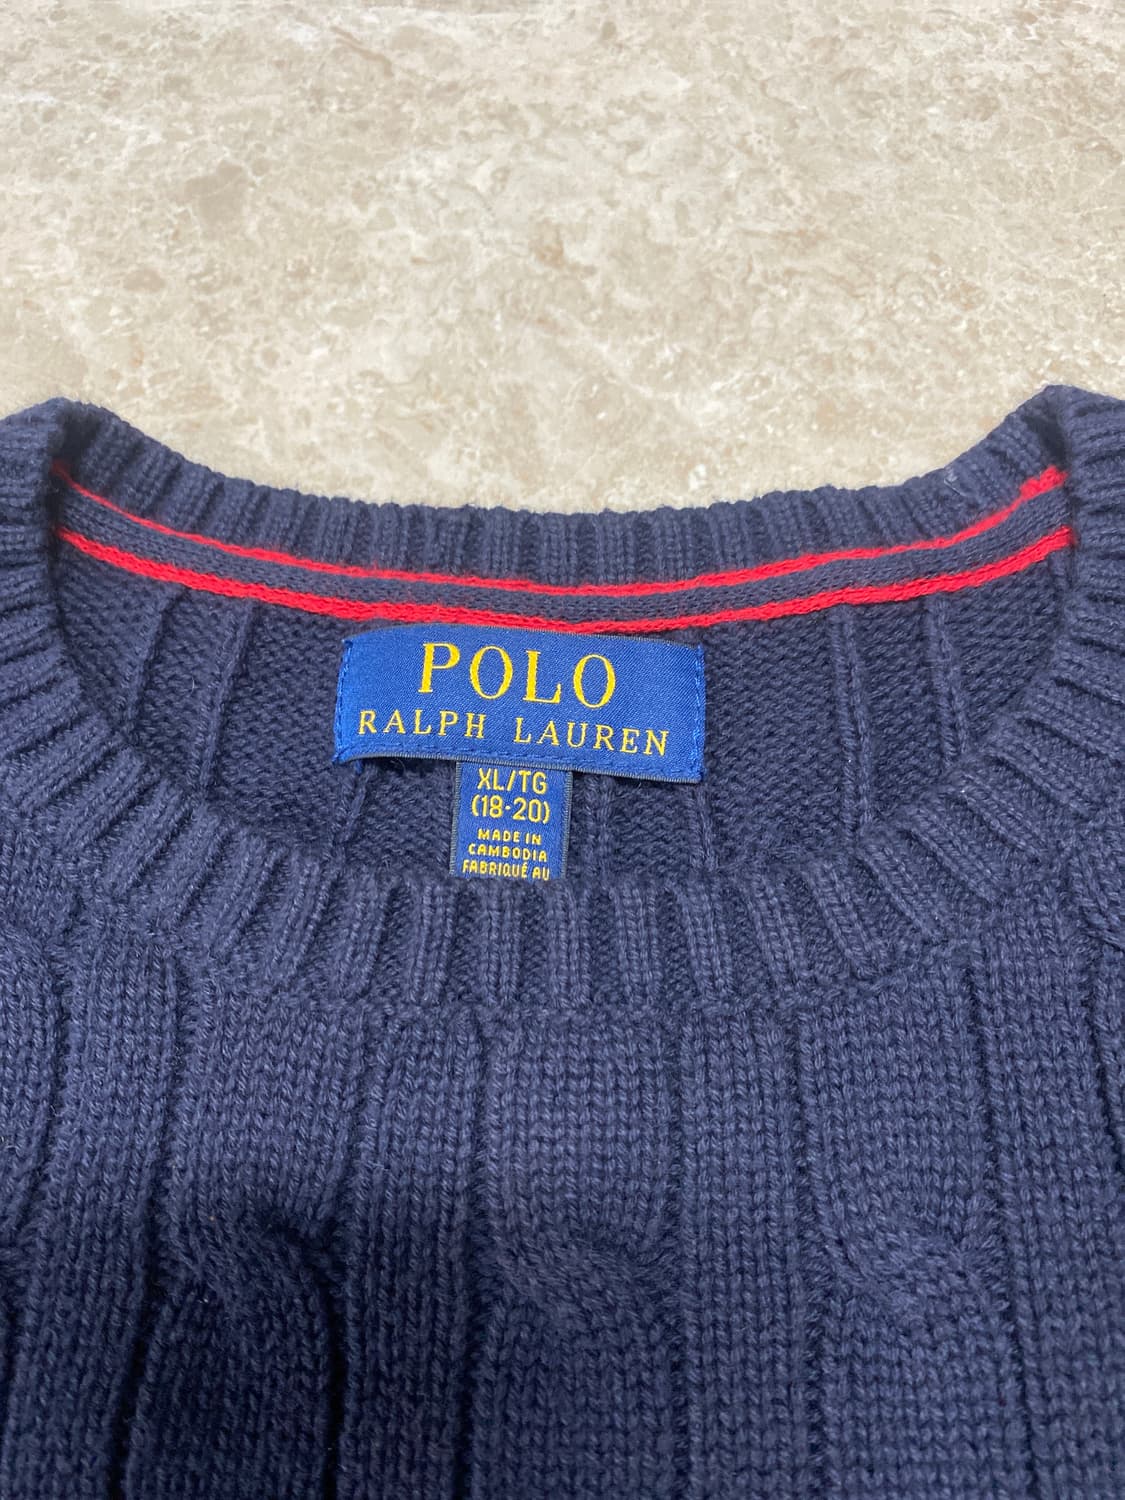 POLO
RALPH LAUREN
XL/TG
(18-20)
MADE IN
CAMBODIA
FABRIQUÉ AU